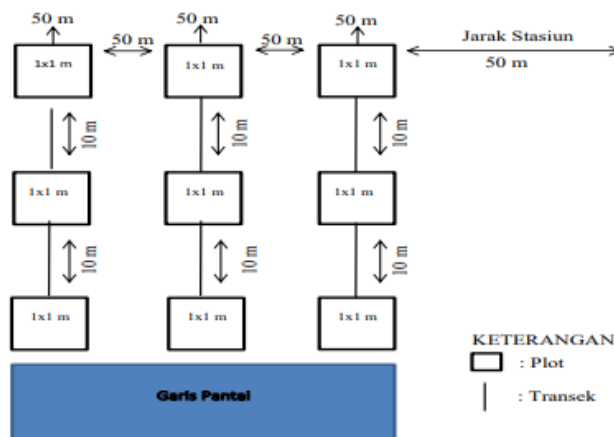 50 m 50 m 50 m Jarak Stasiun
50 m 50 m 50 m
1x1 m 1x1 m 1x1 m
10 m 10 m 10 m
1x1 m 1x1 m 1x1 m
10 m 10 m 10 m
1x1 m 1x1 m 1x1 m
KETERANGAN
: Plot
Garis Pantai
: Transek